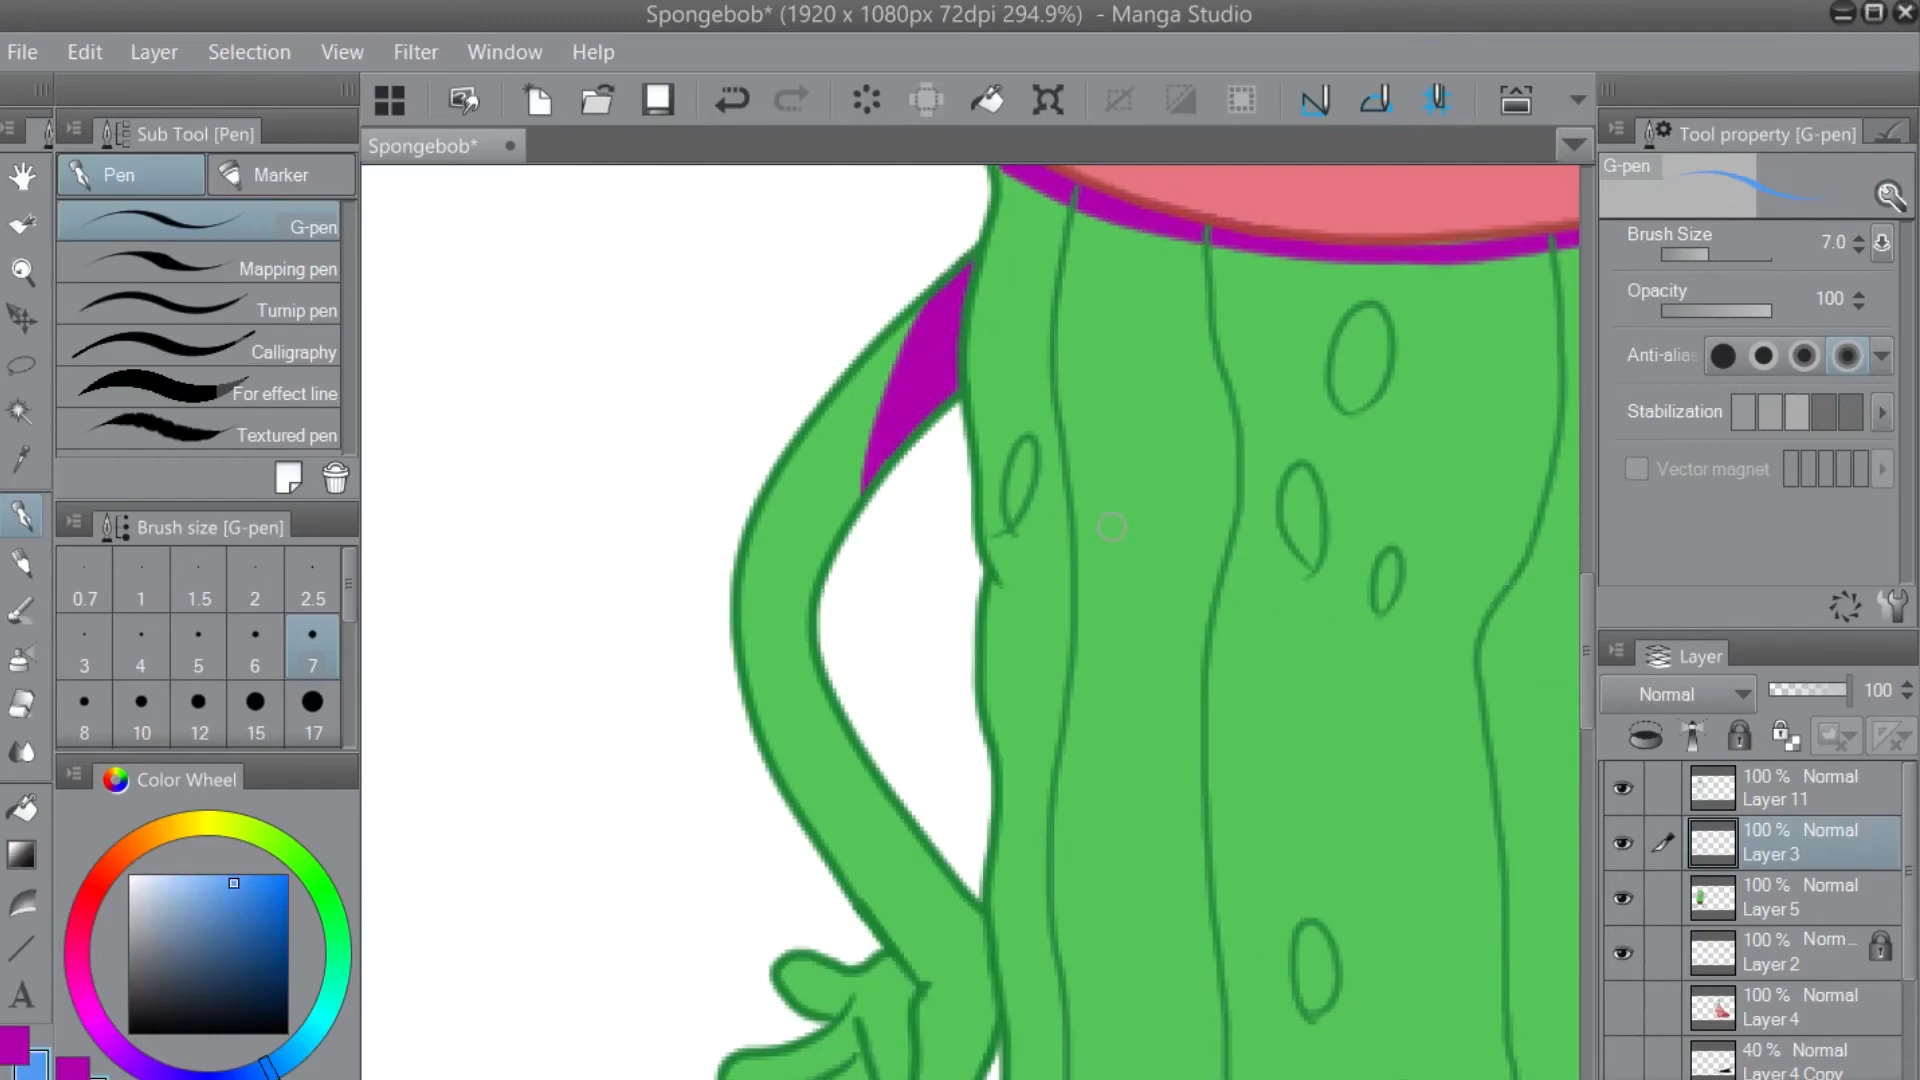 Spongebob* (1920 x 1080px 72dpi 294.9%) - Manga Studio
File Edit Layer Selection View Filter Window Help
Sub Tool [Pen]
Pen Marker
G-pen
Mapping pen
Turnip pen
Calligraphy
For effect line
Textured pen
Brush size [G-pen]
0.7 1 1.5 2 2.5
3 4 5 6 7
8 10 12 15 17
Color Wheel
Spongebob*
Tool property [G-pen]
G-pen
Brush Size 7.0
Opacity 100
Anti-alias
Stabilization
Vector magnet
Layer
Normal 100
100 % Normal
Layer 11
100 % Normal
Layer 3
100 % Normal
Layer 5
100 % Norm...
Layer 2
100 % Normal
Layer 4
40 % Normal
Layer 4 Copy